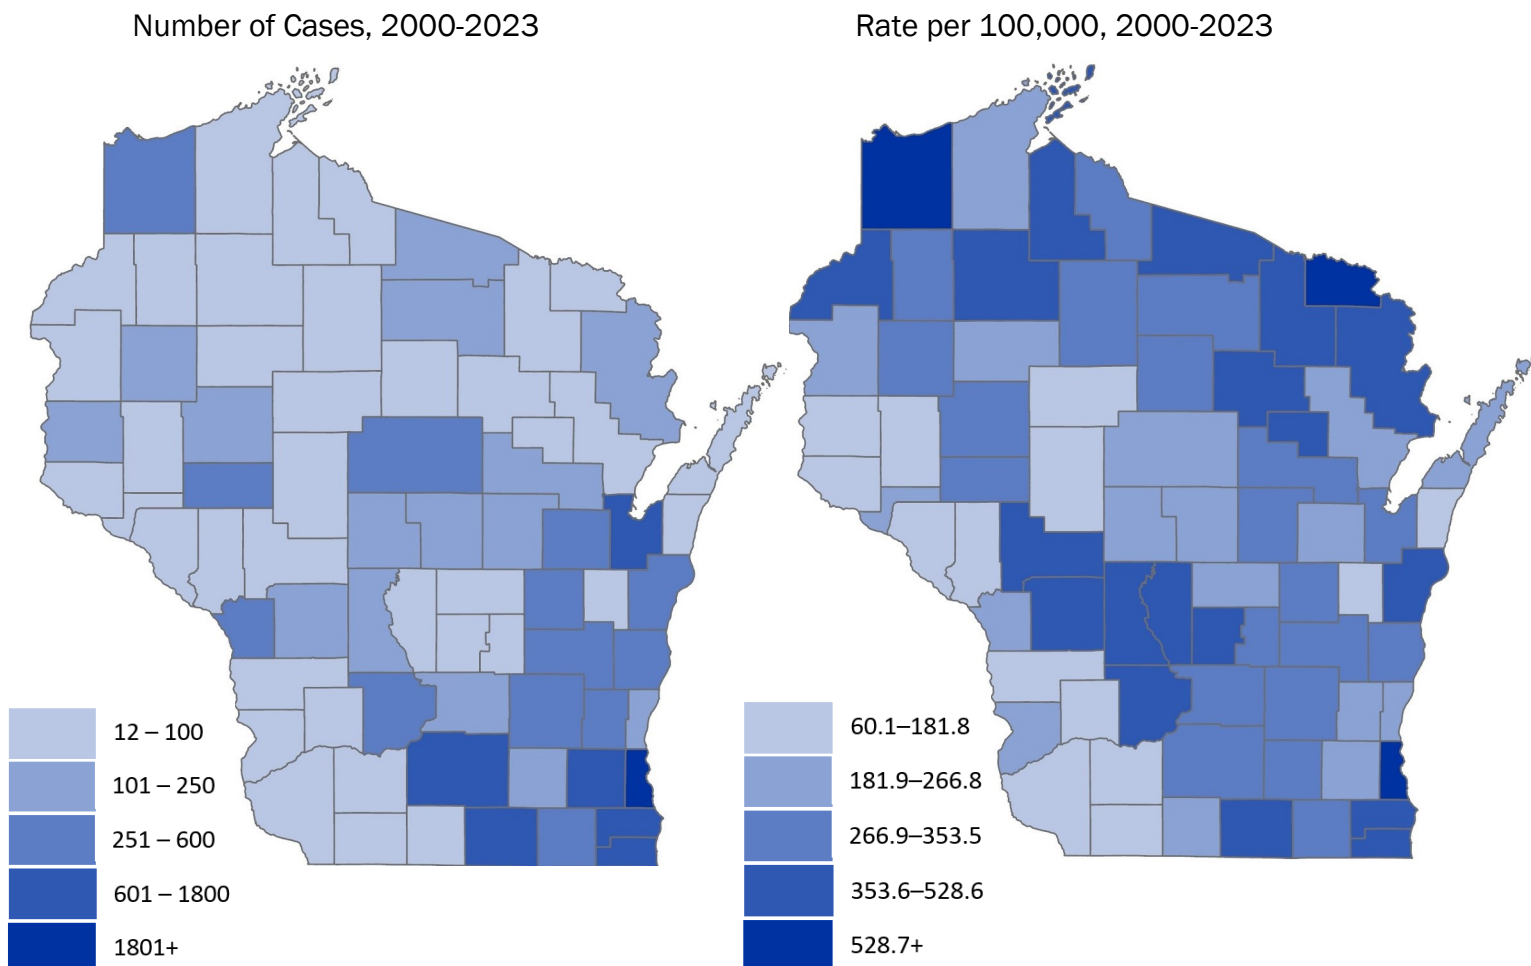 Number of Cases, 2000-2023
Rate per 100,000, 2000-2023
12 – 100
101 – 250
251 – 600
601 – 1800
1801+
60.1–181.8
181.9–266.8
266.9–353.5
353.6–528.6
528.7+